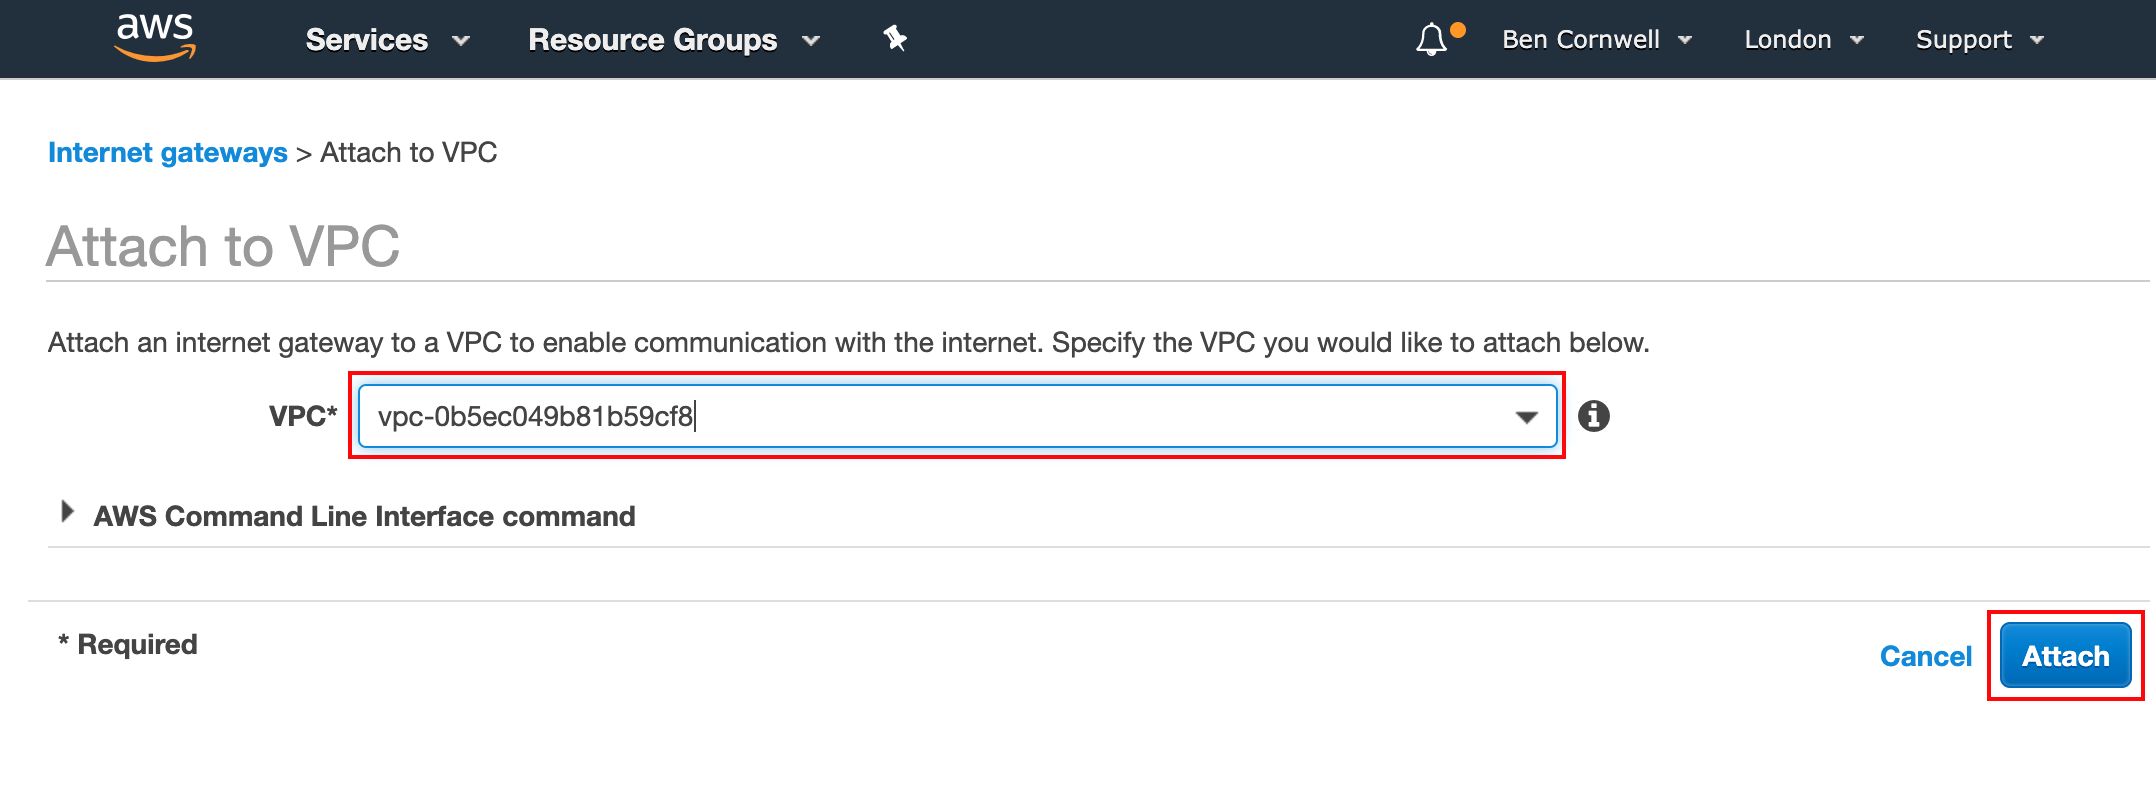 aws Services Resource Groups Ben Cornwell London Support
Internet gateways > Attach to VPC
Attach to VPC
Attach an internet gateway to a VPC to enable communication with the internet. Specify the VPC you would like to attach below.
VPC* vpc-0b5ec049b81b59cf8
AWS Command Line Interface command
* Required
Cancel Attach